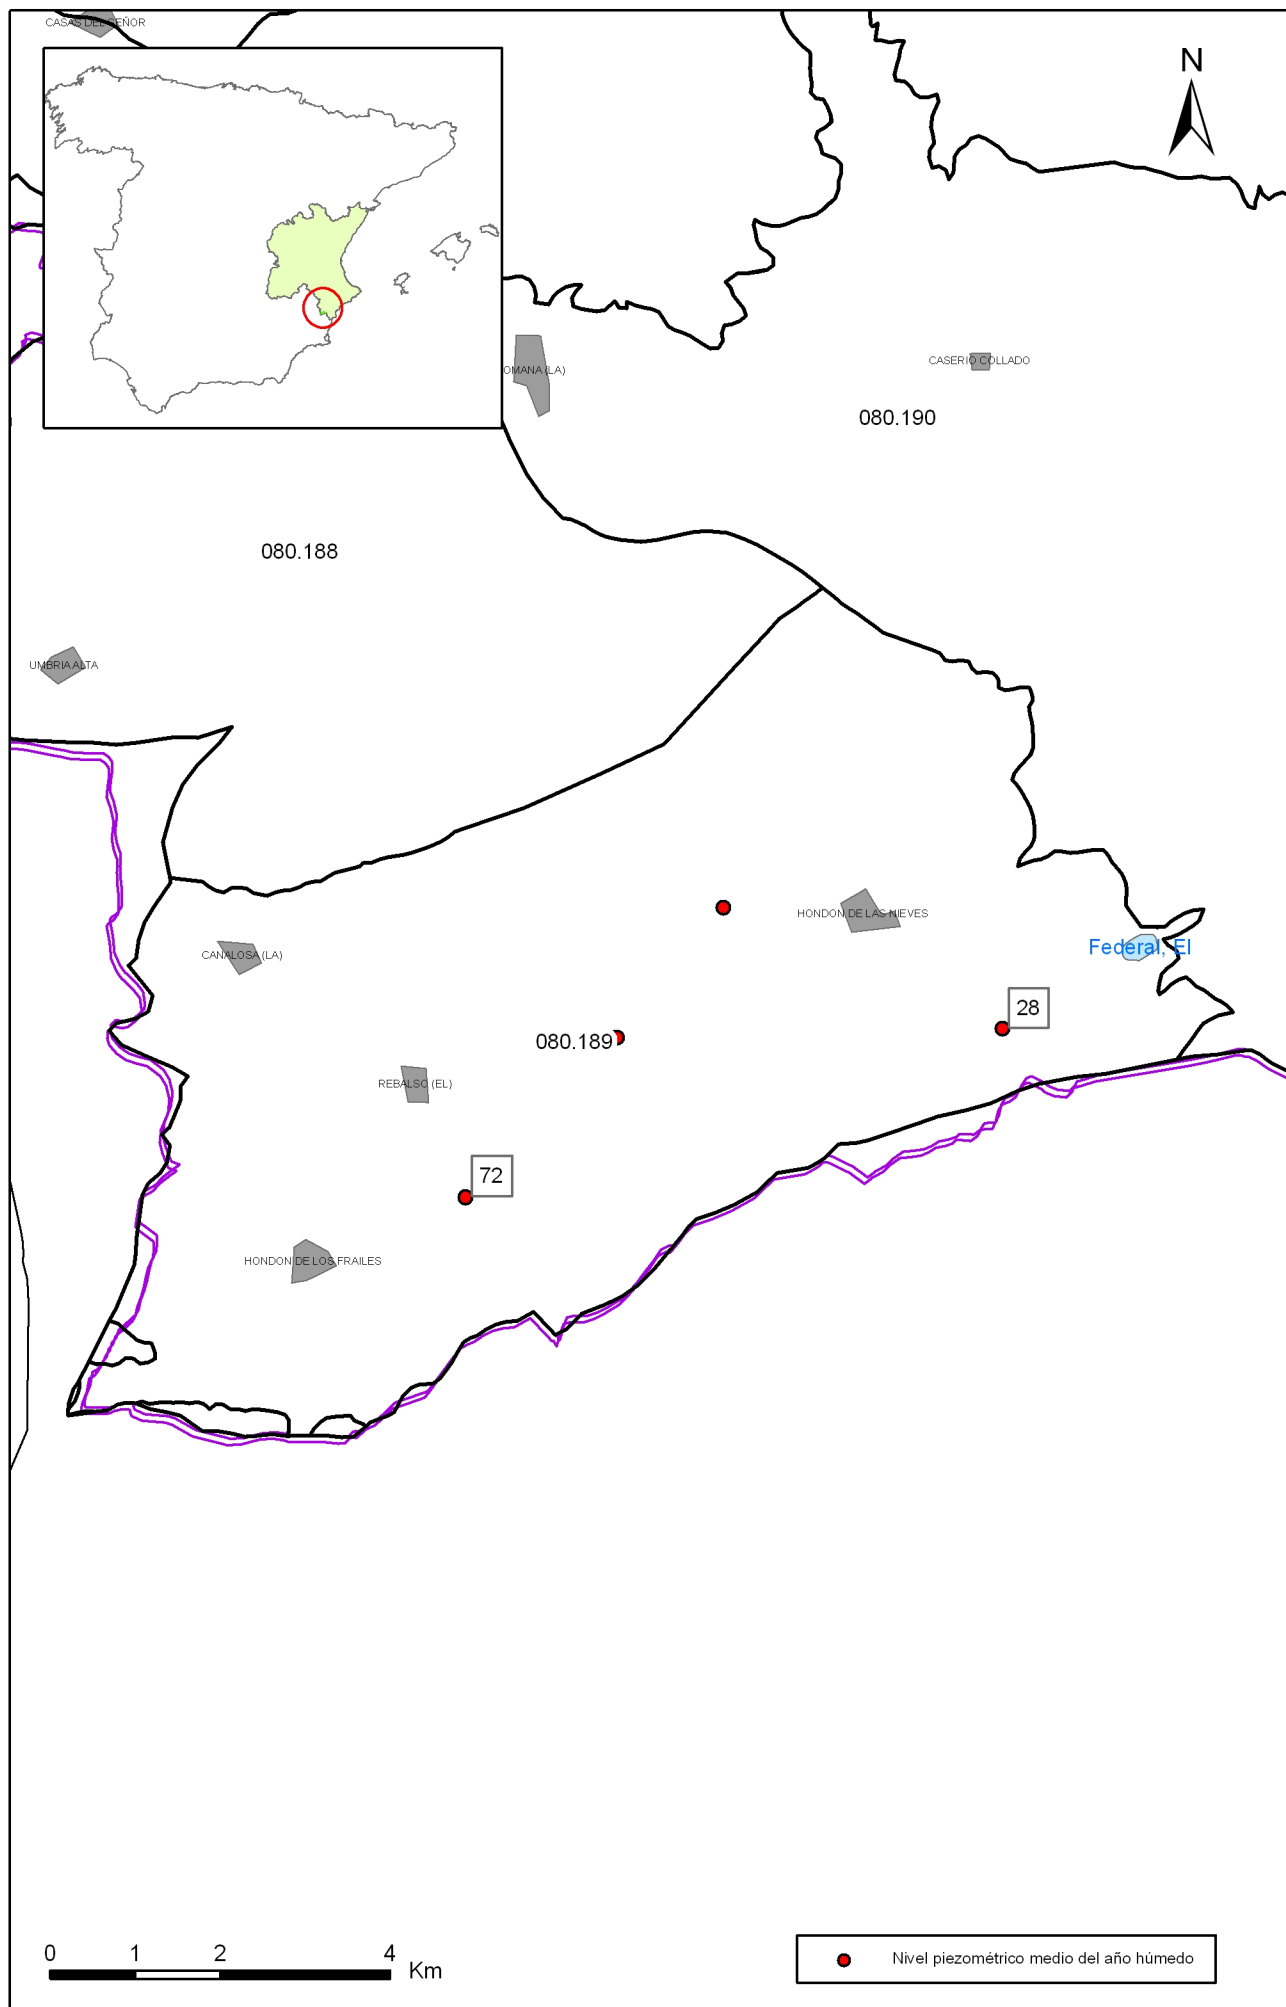 CASAS DEL SEÑOR
N
OMANA (LA)
CASERIO COLLADO
080.190
080.188
UMBRIA ALTA
HONDON DE LAS NIEVES
CANALOSA (LA)
Federal, El
28
080.189
REBALSO (EL)
72
HONDON DE LOS FRAILES
0 1 2 4
Km
Nivel piezométrico medio del año húmedo